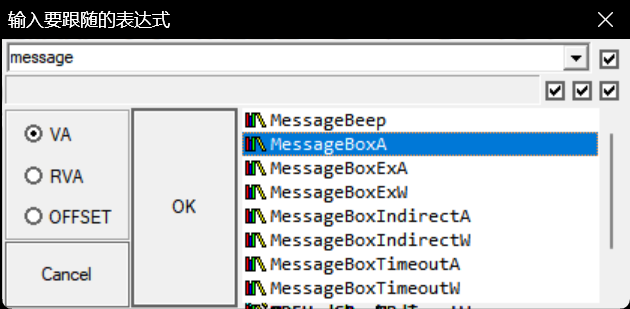 输入要跟随的表达式
message
VA
RVA
OFFSET
OK
Cancel
MessageBeep
MessageBoxA
MessageBoxExA
MessageBoxExW
MessageBoxIndirectA
MessageBoxIndirectW
MessageBoxTimeoutA
MessageBoxTimeoutW